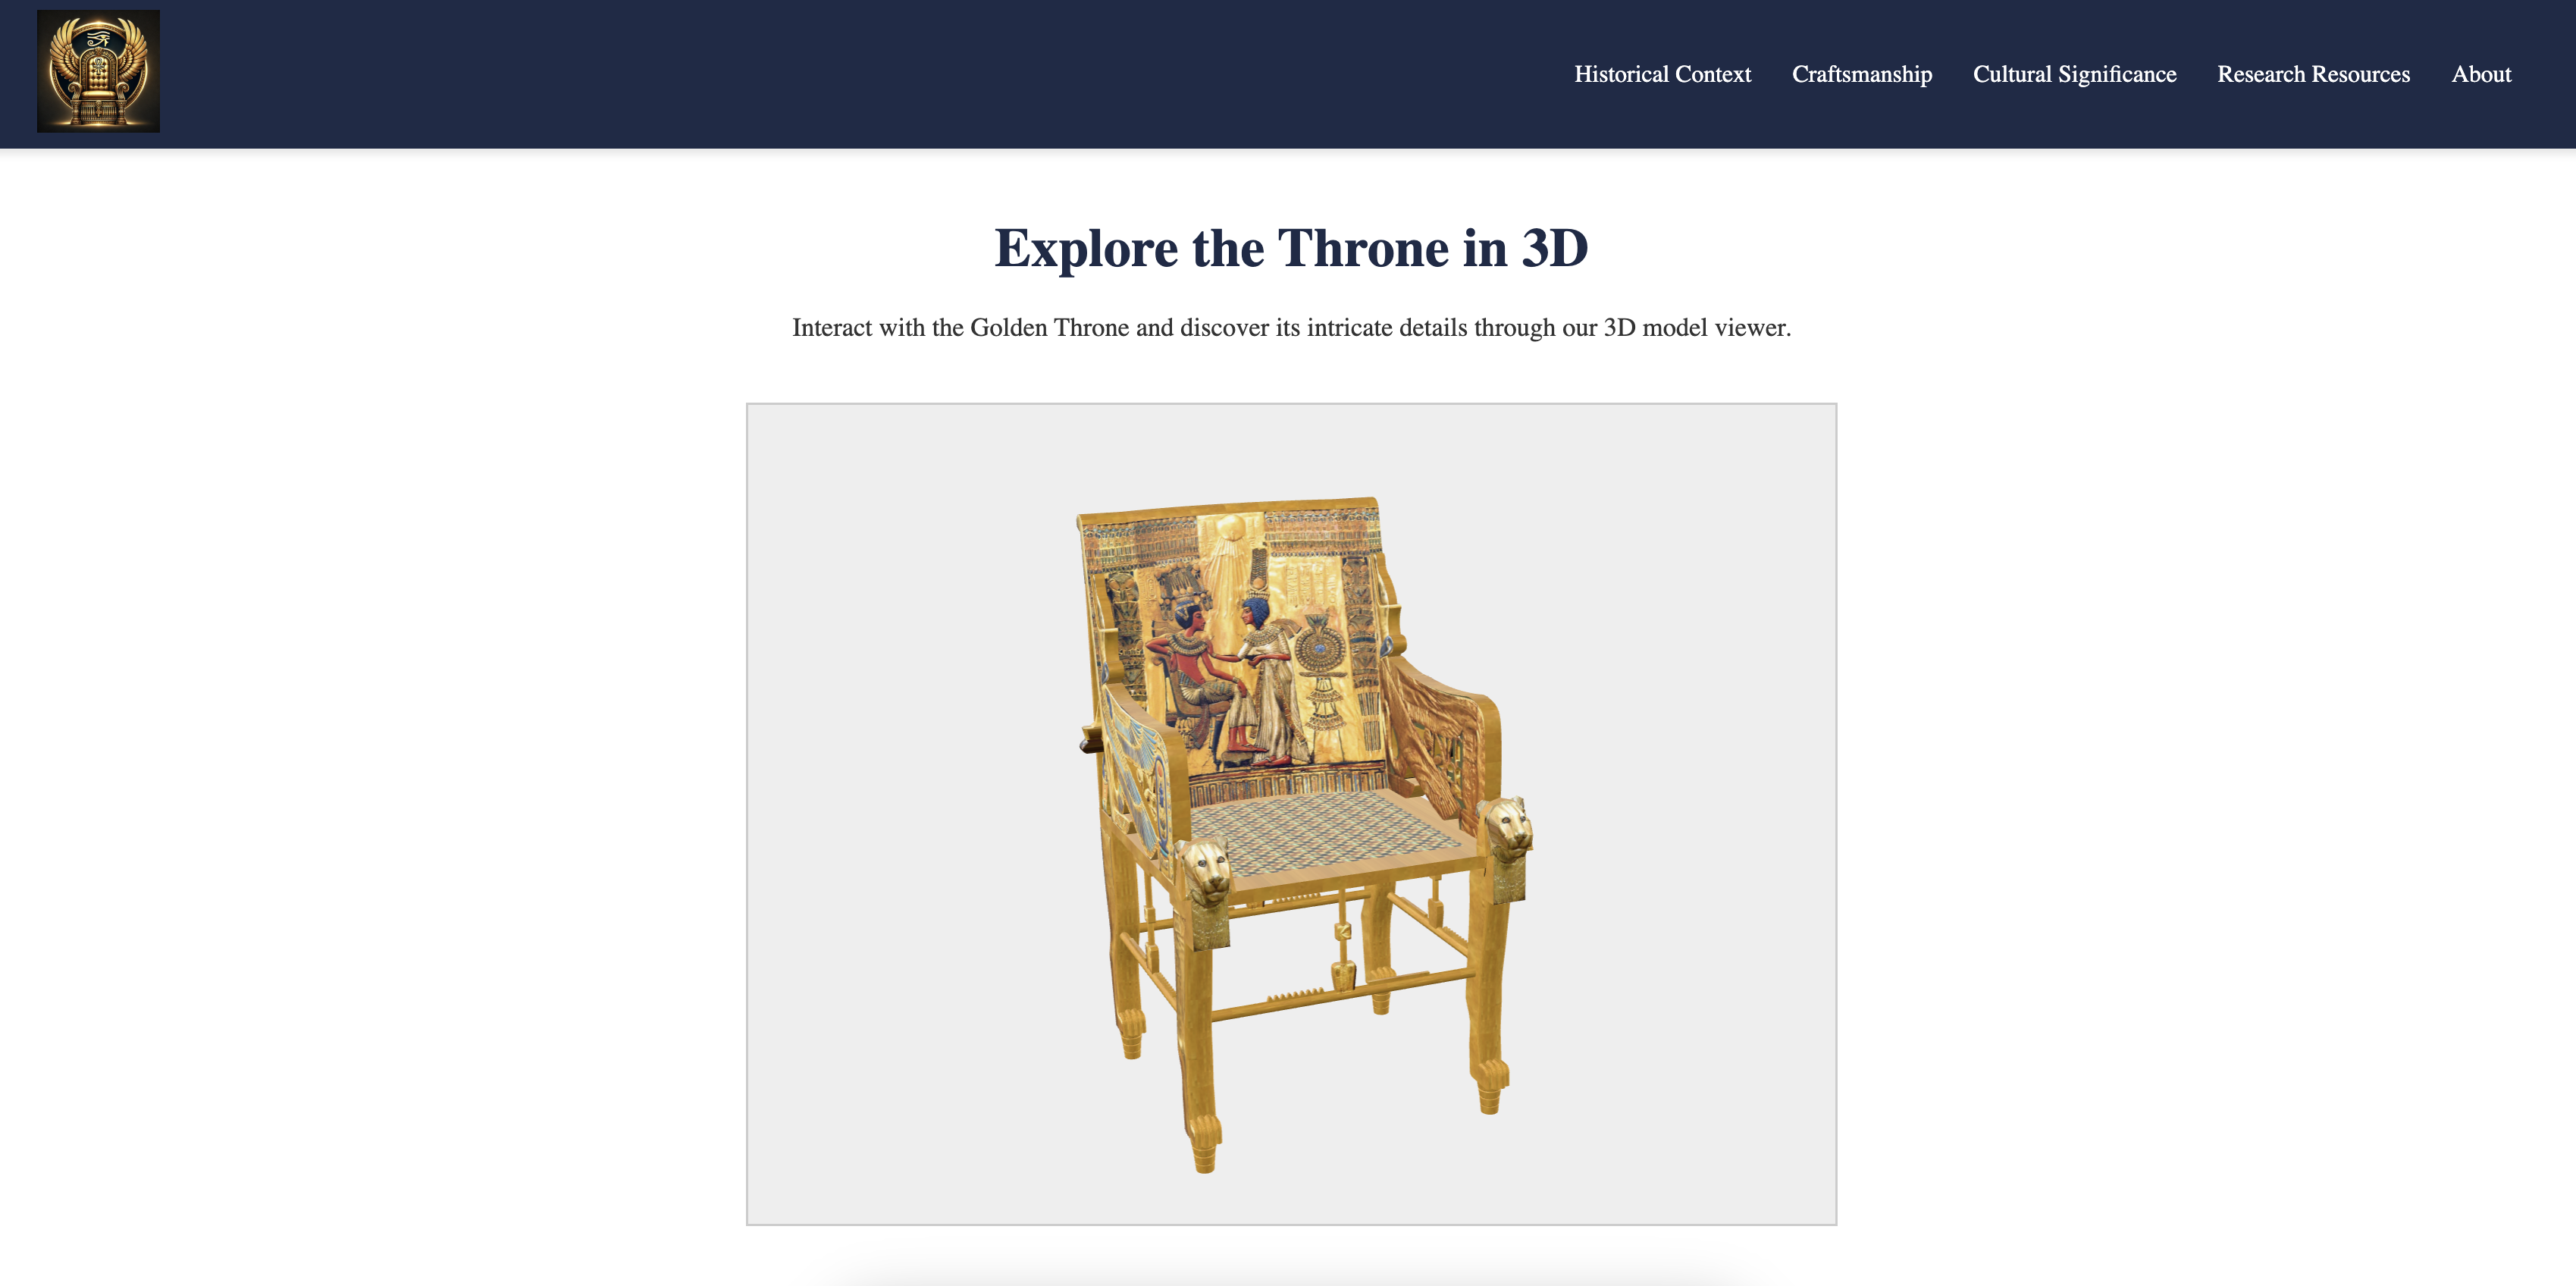 Historical Context Craftsmanship Cultural Significance Research Resources About
Explore the Throne in 3D
Interact with the Golden Throne and discover its intricate details through our 3D model viewer.